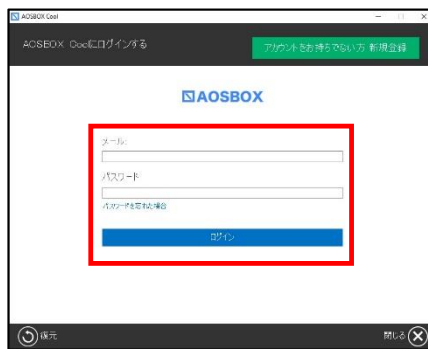 AOSBOX Cool
AOSBOX Coolにログインする
アカウントをお持ちでない方 新規登録
AOSBOX
メール:
パスワード
パスワードを忘れた場合
ログイン
復元
閉じる